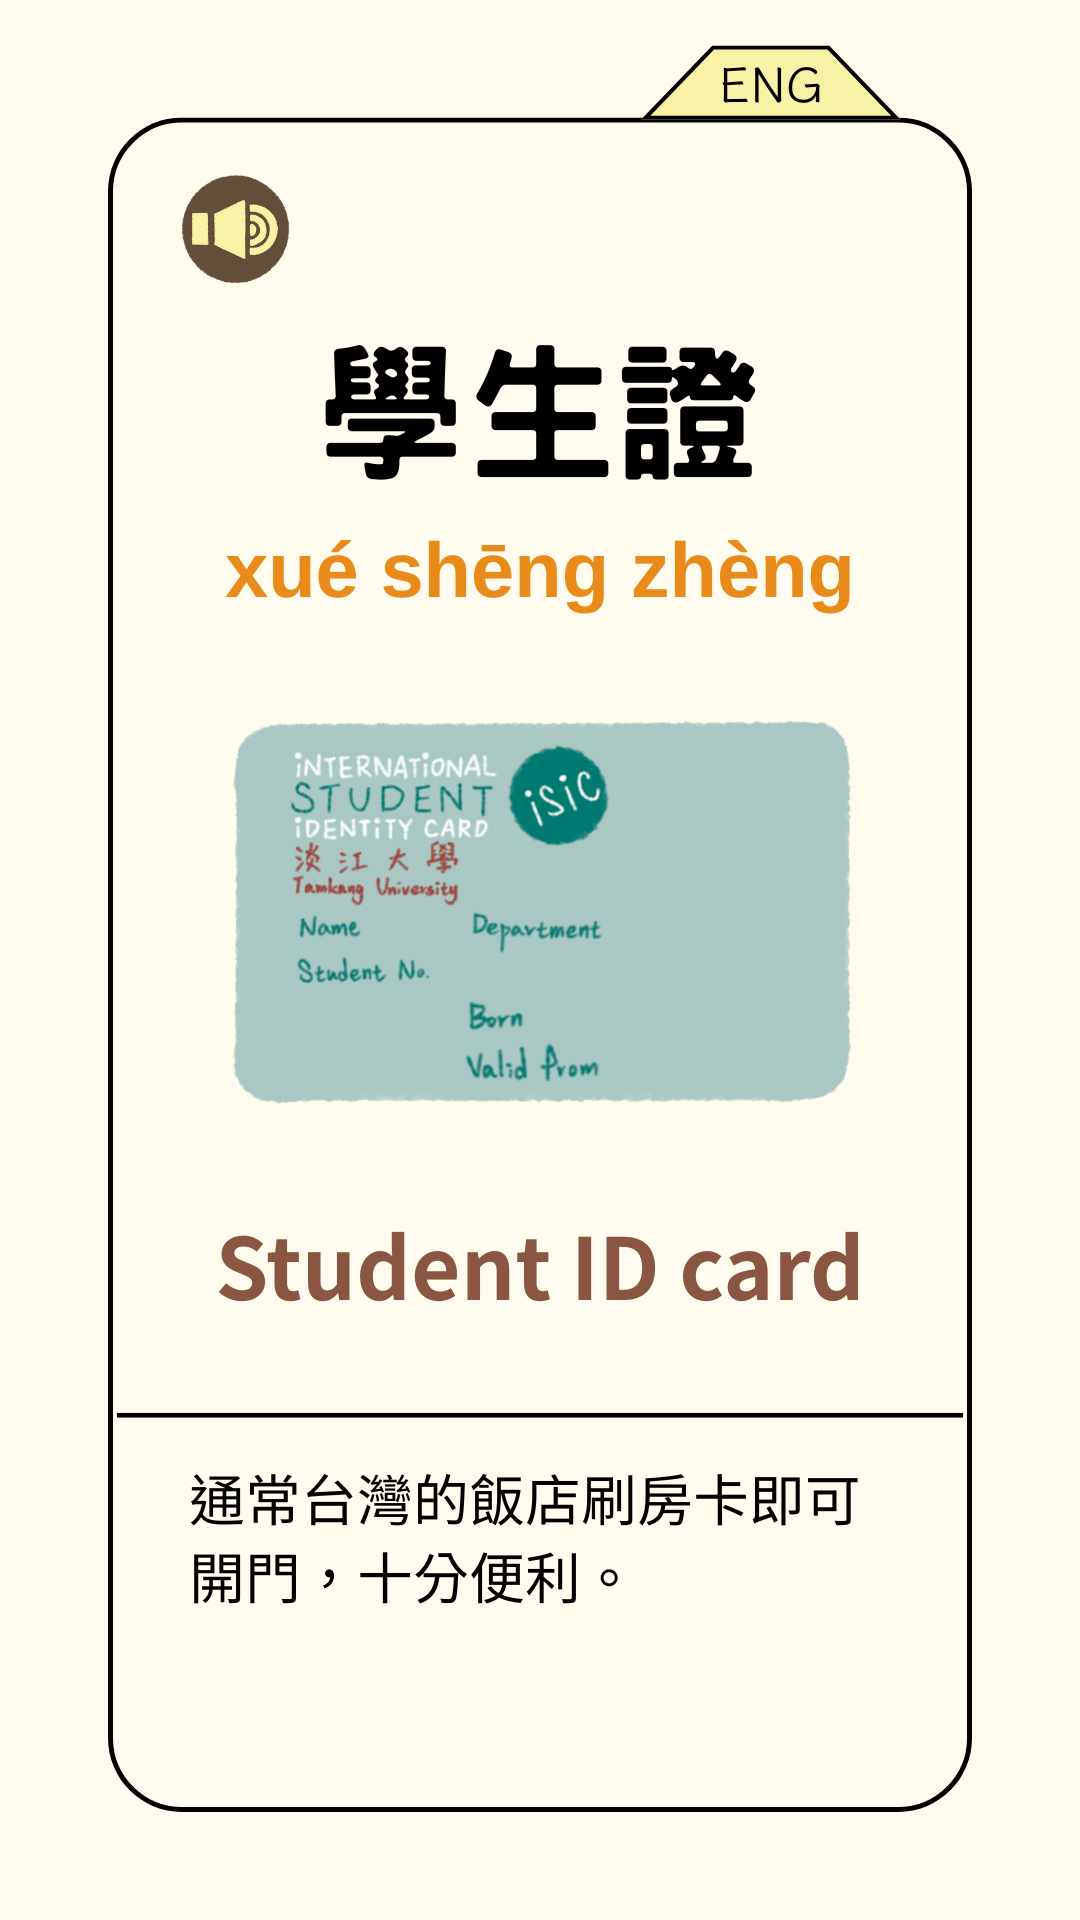 ENG
學生證
xué shēng zhèng
iNTERNATiONAL
STUDENT
iDENTiTY CARD
isic
淡江大學
Tamkang University
Name Department
Student No.
Born
Valid from
Student ID card
通常台灣的飯店刷房卡即可
開門，十分便利。